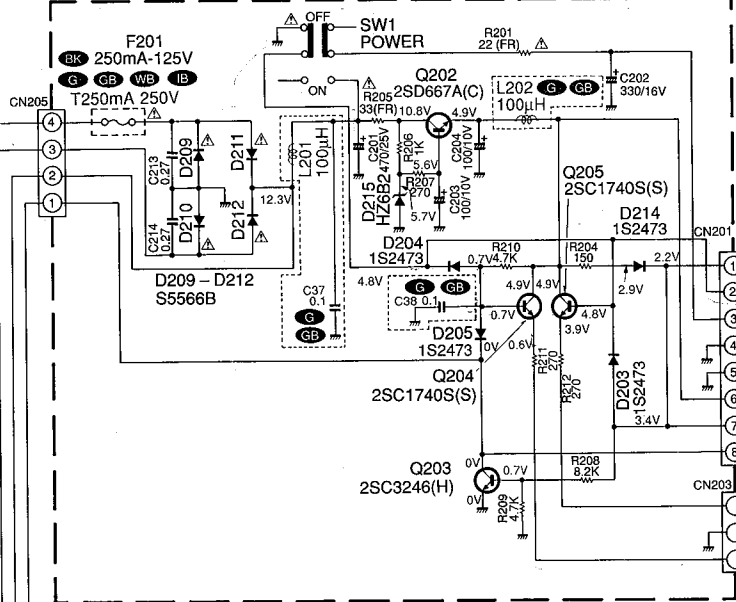 OFF
SW1
POWER
ON
F201
BK 250mA-125V
G GB WB IB
T250mA 250V
CN205
4
3
2
1
C213
0.27
C214
0.27
D209
D210
D211
D212
12.3V
D209 – D212
S5566B
L201
100µH
C37
0.1
G
GB
R205
33(FR)
C201
470/25V
10.8V
Q202
2SD667A(C)
4.9V
R206
1K
5.6V
R207
270
5.7V
D215
HZ6B2
C203
100/10V
C204
100/10V
R201
22 (FR)
L202
100µH
G GB
C202
330/16V
Q205
2SC1740S(S)
D214
1S2473
CN201
1
2
3
4
5
6
7
8
D204
1S2473
4.8V
0.7V
R210
4.7K
R204
150
2.2V
2.9V
G GB
C38 0.1
4.9V
4.9V
0.7V
4.8V
3.9V
D205
1S2473
0V
0.6V
R211
270
R212
270
Q204
2SC1740S(S)
D203
1S2473
3.4V
Q203
2SC3246(H)
0V
0V
0.7V
R208
8.2K
R209
4.7K
CN203